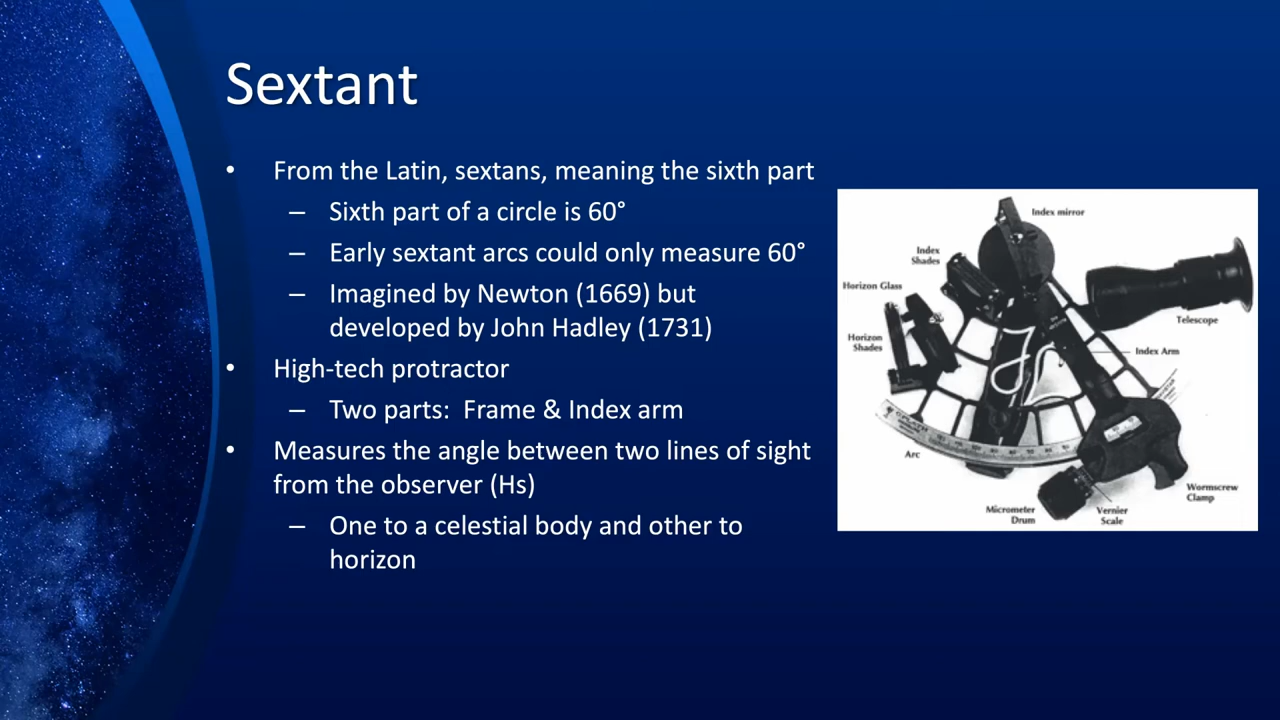 Sextant
• From the Latin, sextans, meaning the sixth part
– Sixth part of a circle is 60°
– Early sextant arcs could only measure 60°
– Imagined by Newton (1669) but
developed by John Hadley (1731)
• High-tech protractor
– Two parts: Frame & Index arm
• Measures the angle between two lines of sight
from the observer (Hs)
– One to a celestial body and other to
horizon
Index mirror
Index
Shades
Horizon Glass
Horizon
Shades
Telescope
Index Arm
Arc
Wormscrew
Clamp
Micrometer
Drum
Vernier
Scale